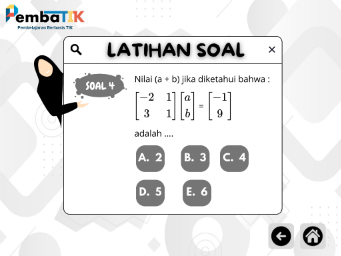 PembaTIK
Pembelajaran Berbasis TIK
LATIHAN SOAL
SOAL 4
Nilai (a + b) jika diketahui bahwa :
[−2 1] [a] = [−1]
[3 1] [b] [9]
adalah ....
A. 2
B. 3
C. 4
D. 5
E. 6